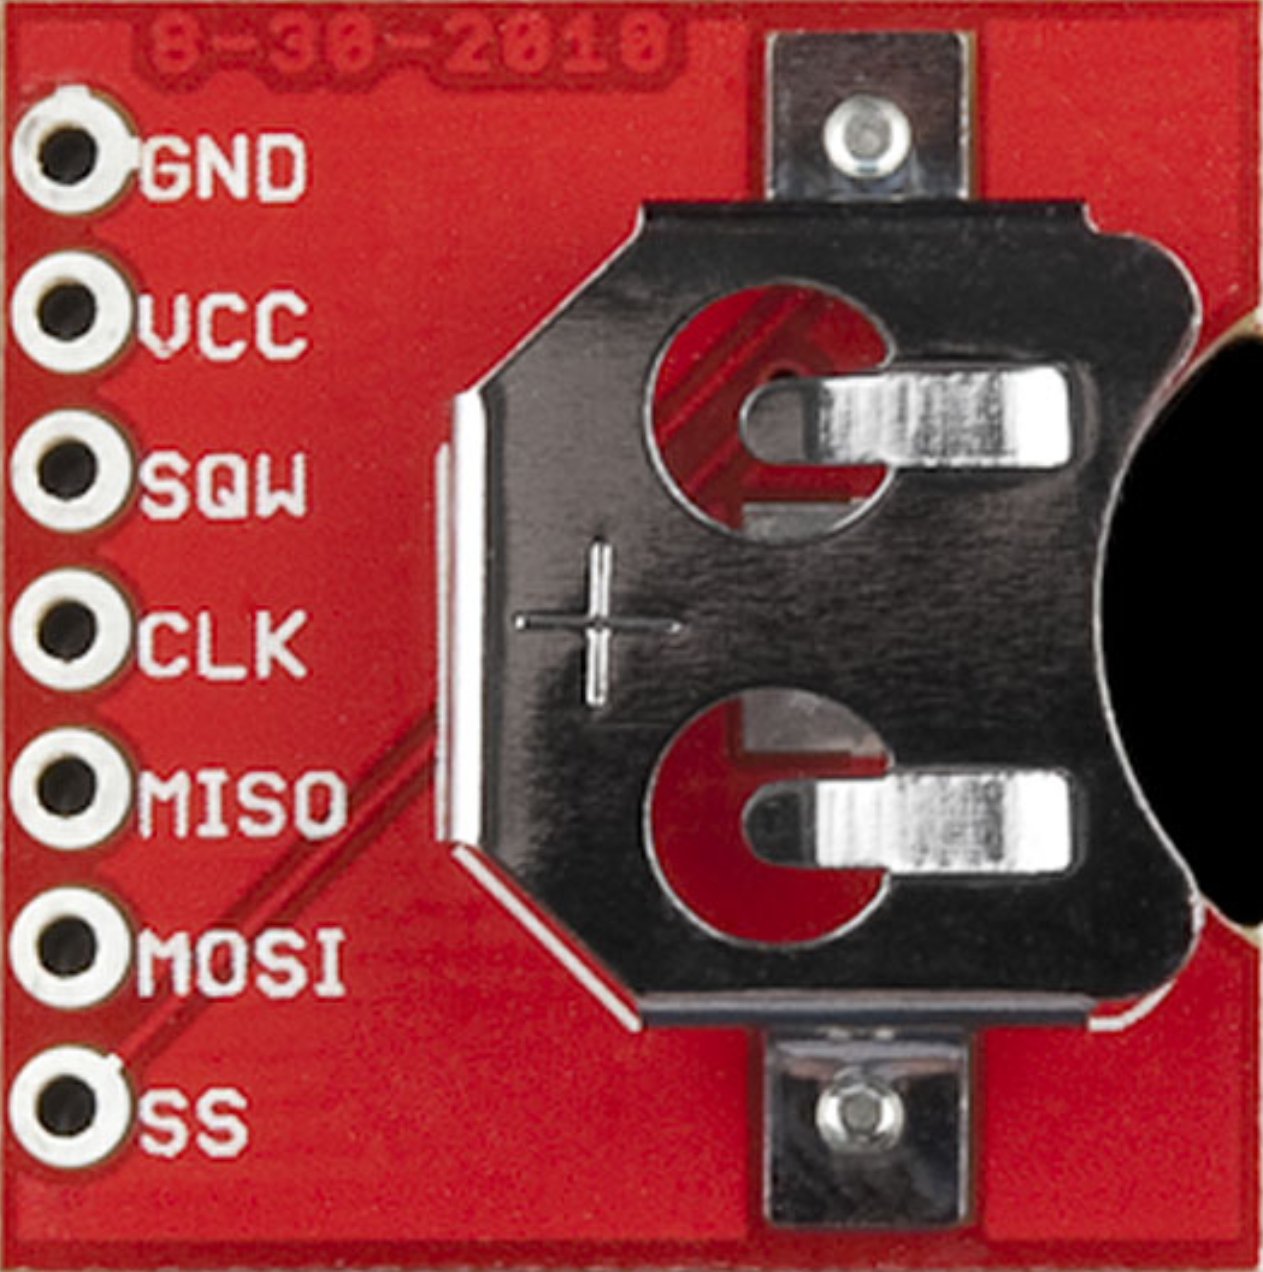 8-30-2010
GND
VCC
SQW
CLK
MISO
MOSI
SS
+